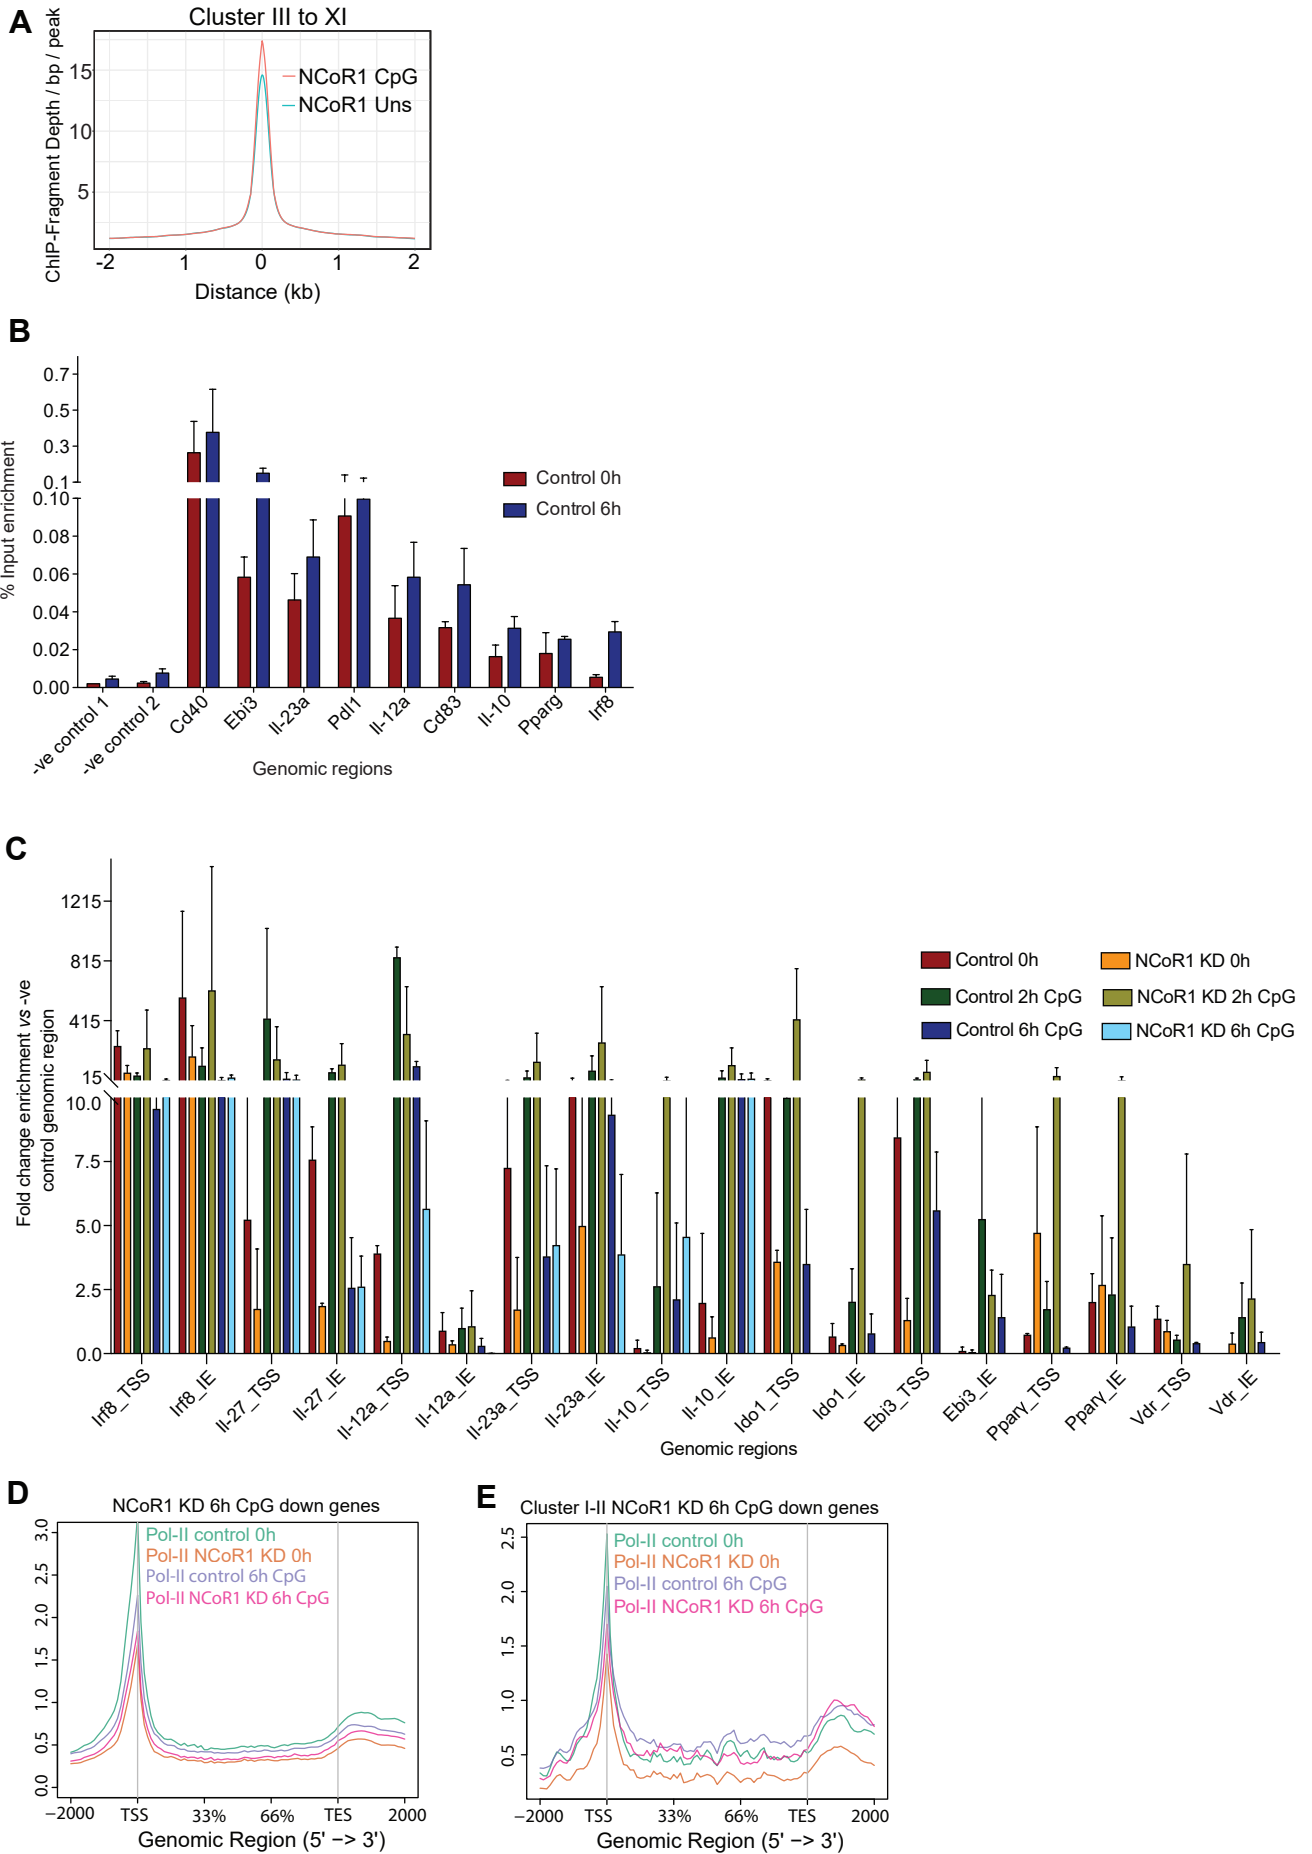 A
Cluster III to XI
ChIP-Fragment Depth / bp / peak
15
10
5
NCoR1 CpG
NCoR1 Uns
-2 1 0 1 2
Distance (kb)
B
% Input enrichment
0.7
0.5
0.3
0.1
0.10
0.08
0.06
0.04
0.02
0.00
Control 0h
Control 6h
-ve control 1
-ve control 2
Cd40
Ebi3
Il-23a
Pdl1
Il-12a
Cd83
Il-10
Pparg
Irf8
Genomic regions
C
Fold change enrichment vs -ve
control genomic region
1215
815
415
15
10.0
7.5
5.0
2.5
0.0
Control 0h
NCoR1 KD 0h
Control 2h CpG
NCoR1 KD 2h CpG
Control 6h CpG
NCoR1 KD 6h CpG
Irf8_TSS
Irf8_IE
Il-27_TSS
Il-27_IE
Il-12a_TSS
Il-12a_IE
Il-23a_TSS
Il-23a_IE
Il-10_TSS
Il-10_IE
Ido1_TSS
Ido1_IE
Ebi3_TSS
Ebi3_IE
Pparγ_TSS
Pparγ_IE
Vdr_TSS
Vdr_IE
Genomic regions
D
NCoR1 KD 6h CpG down genes
3.0
2.5
2.0
1.5
1.0
0.5
0.0
Pol-II control 0h
Pol-II NCoR1 KD 0h
Pol-II control 6h CpG
Pol-II NCoR1 KD 6h CpG
−2000 TSS 33% 66% TES 2000
Genomic Region (5' −> 3')
E
Cluster I-II NCoR1 KD 6h CpG down genes
2.5
2.0
1.5
1.0
0.5
Pol-II control 0h
Pol-II NCoR1 KD 0h
Pol-II control 6h CpG
Pol-II NCoR1 KD 6h CpG
−2000 TSS 33% 66% TES 2000
Genomic Region (5' −> 3')